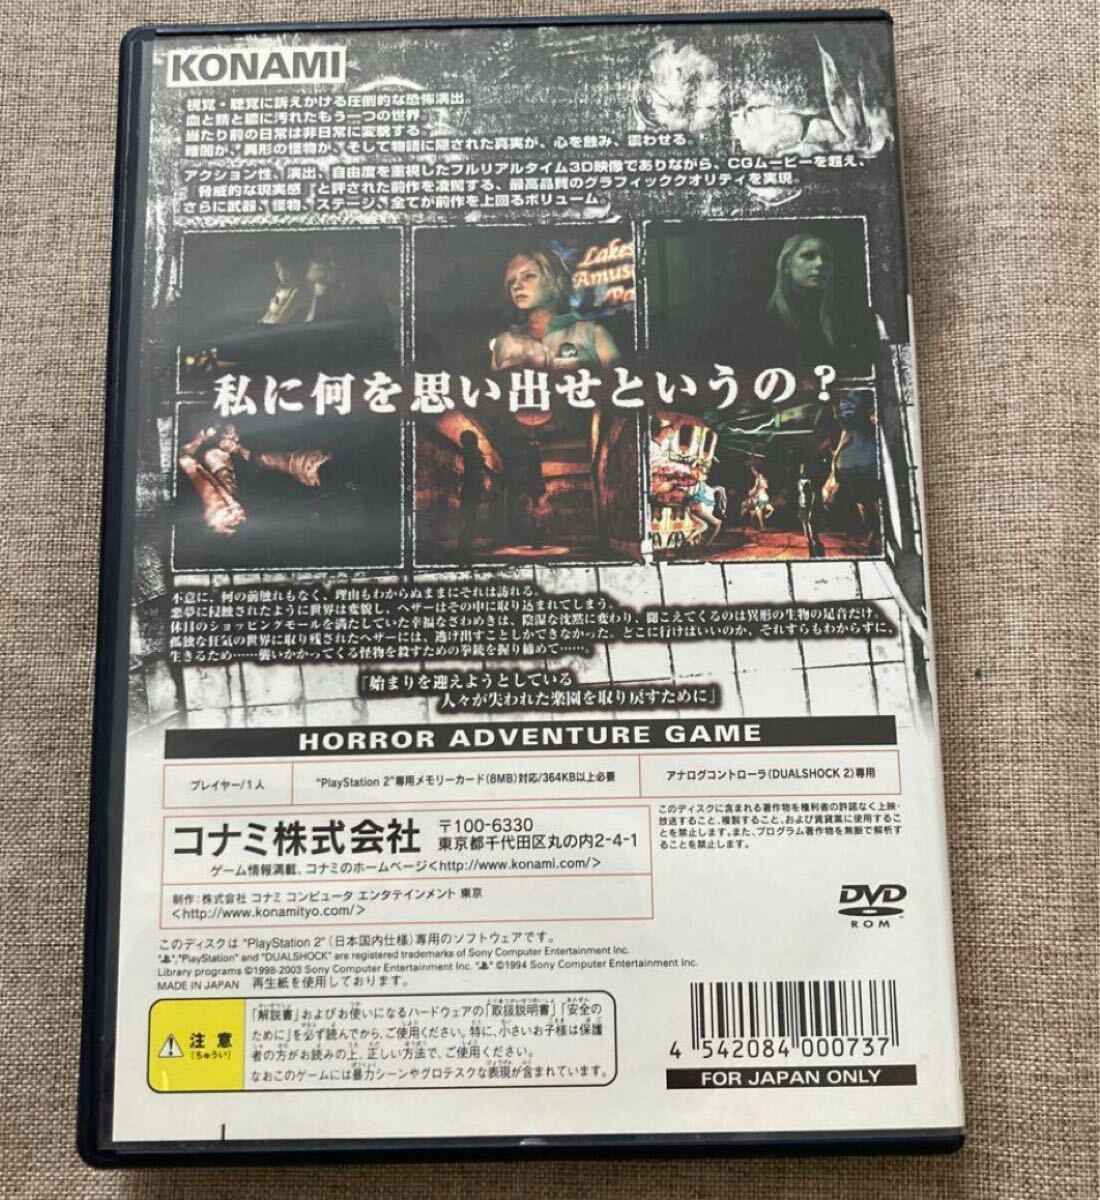 KONAMI
視覚・聴覚に訴えかける圧倒的な恐怖演出。
血と錆と膿に汚れたもう一つの世界。
当たり前の日常は非日常に変貌する。
暗闇が、異形の怪物が、そして物語に隠された真実が、心を蝕み、震わせる。
アクション性、演出、自由度を重視したフルリアルタイム3D映像でありながら、CGムービーを超え、
"脅威的な現実感"と評された前作を凌駕する、最高品質のグラフィッククオリティを実現。
さらに武器、怪物、ステージ、全てが前作を上回るボリューム。
Lakes
Amus
Pa
私に何を思い出せというの？
不意に、何の前触れもなく、理由もわからぬままにそれは訪れる。
悪夢に侵蝕されたように世界は変貌し、ヘザーはその中に取り込まれてしまう。
休日のショッピングモールを満たしていた幸福なざわめきは、陰湿な沈黙に変わり、聞こえてくるのは異形の生物の足音だけ。
孤独な狂気の世界に取り残されたヘザーには、逃げ出すことしかできなかった。どこに行けばいいのか、それすらもわからずに、
生きるため……襲いかかってくる怪物を殺すための拳銃を握り締めて……。
「始まりを迎えようとしている
人々が失われた楽園を取り戻すために」
HORROR ADVENTURE GAME
プレイヤー/1人
"PlayStation 2"専用メモリーカード(8MB)対応/364KB以上必要
アナログコントローラ(DUALSHOCK 2)専用
コナミ株式会社
〒100-6330
東京都千代田区丸の内2-4-1
ゲーム情報満載、コナミのホームページ<http://www.konami.com/>
制作：株式会社 コナミ コンピュータ エンタテインメント 東京
<http://www.konamityo.com/>
このディスクに含まれる著作物を権利者の許諾なく上映・
放送すること、複製すること、および賃貸業に使用するこ
とを禁止します。また、プログラム著作物を無断で解析す
ることを禁止します。
DVD
ROM
このディスクは "PlayStation 2" (日本国内仕様) 専用のソフトウェアです。
"","PlayStation" and "DUALSHOCK" are registered trademarks of Sony Computer Entertainment Inc.
Library programs ©1998-2003 Sony Computer Entertainment Inc. "" ©1994 Sony Computer Entertainment Inc.
MADE IN JAPAN 再生紙を使用しております。
注意
(ちゅうい)
「解説書」およびお使いになるハードウェアの「取扱説明書」「安全の
ために」を必ず読んでから、ご使用ください。特に、小さいお子様は保護
者の方がお読みの上、正しい方法で、ご使用ください。
なおこのゲームには暴力シーンやグロテスクな表現が含まれています。
4 542084 000737
FOR JAPAN ONLY